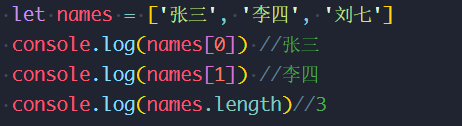 let names = ['张三', '李四', '刘七']
console.log(names[0]) //张三
console.log(names[1]) //李四
console.log(names.length)//3